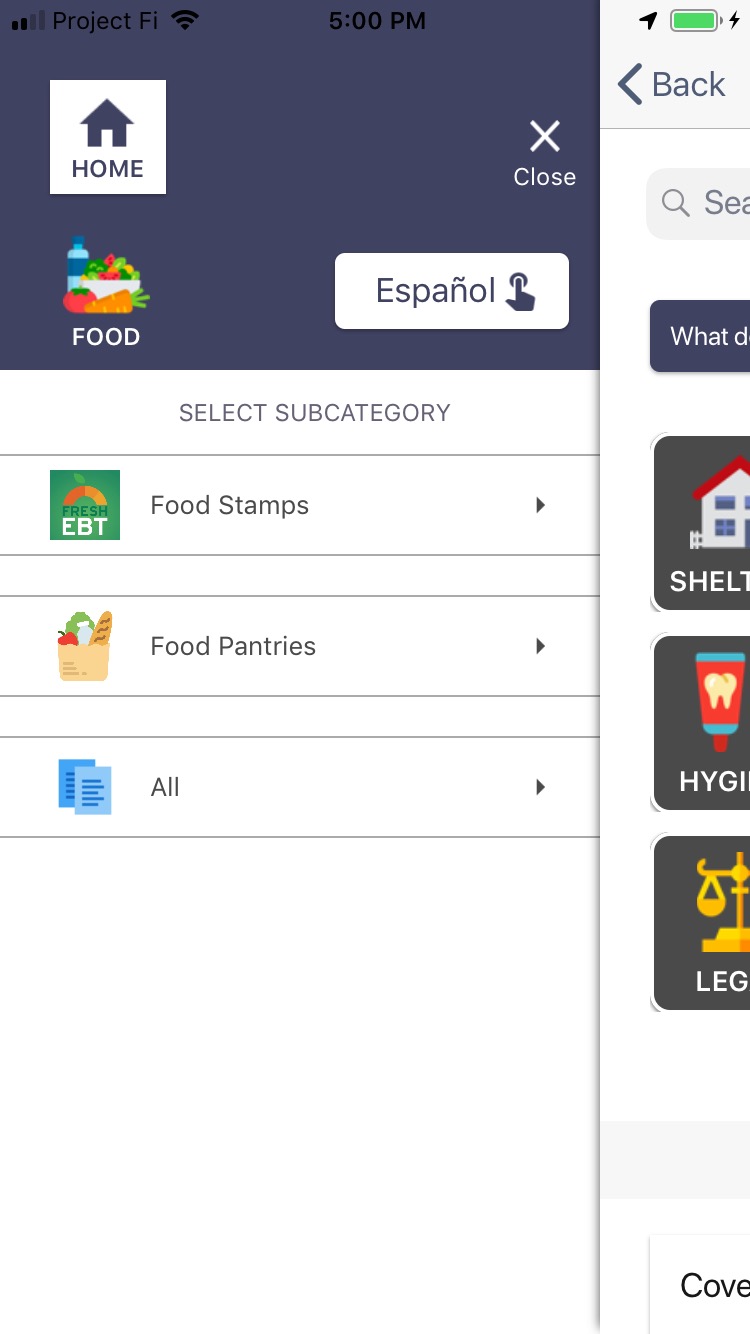 Project Fi
5:00 PM
HOME
Close
FOOD
Español
SELECT SUBCATEGORY
FRESH
EBT
Food Stamps
Food Pantries
All
Back
Sea
What d
SHELT
HYGI
LEG
Cove